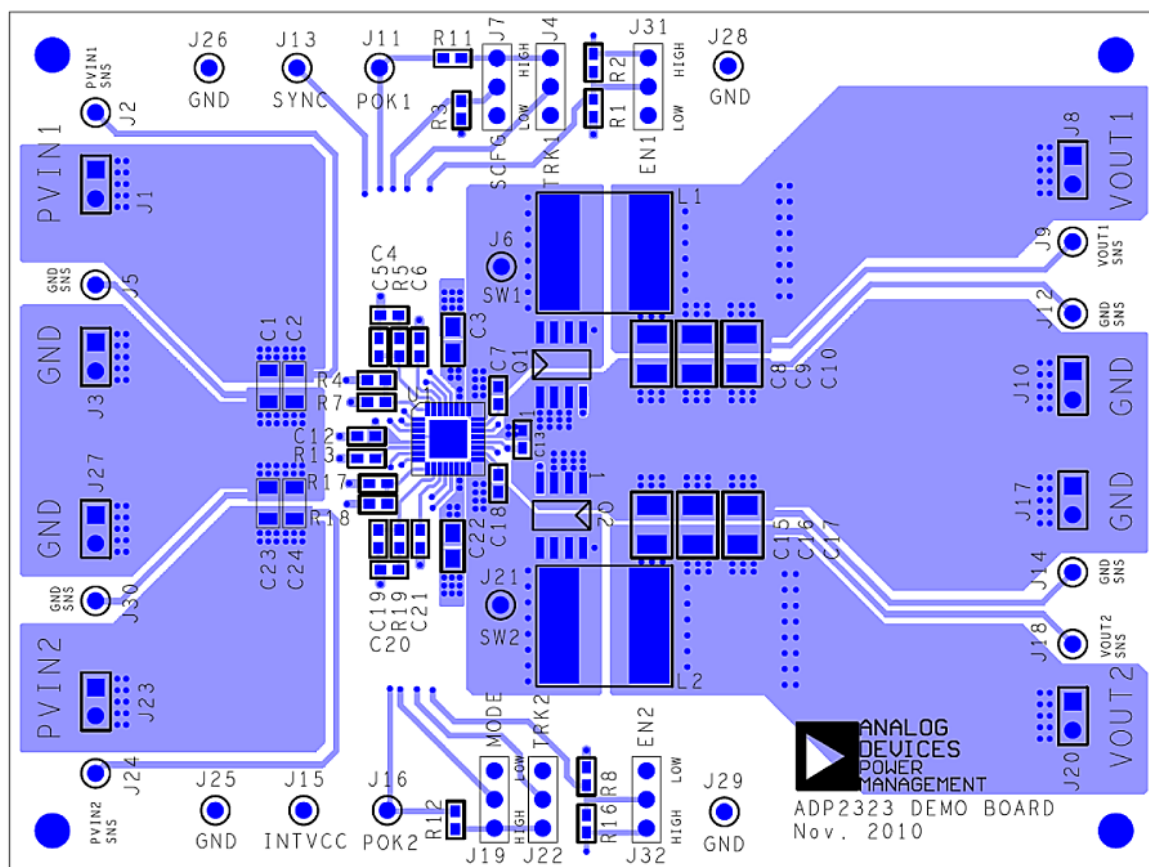 J26
J13
J11
R11
J7
J4
J31
J28
PVIN1
SNS
J2
GND
SYNC
POK1
R3
HIGH
LOW
SCFG
TRK1
R2
R1
HIGH
LOW
EN1
GND
PVIN1
J1
J8
VOUT1
L1
J9
VOUT1
SNS
GND
SNS
J5
J6
SW1
C4
C5
R5
C6
C3
J12
GND
SNS
GND
J3
C1
C2
R4
R7
C7
Q1
C8
C9
C10
J10
GND
C12
R13
C13
1
GND
J27
R17
R18
1
C18
Q2
C15
C16
C17
J17
GND
C23
C24
C22
C19
R19
C21
C20
J21
SW2
GND
SNS
J30
J14
GND
SNS
J18
VOUT2
SNS
PVIN2
J23
L2
MODE
TRK2
EN2
J20
VOUT2
J24
PVIN2
SNS
J25
GND
J15
INTVCC
J16
POK2
R12
LOW
HIGH
J19
J22
R8
R16
LOW
HIGH
J32
J29
GND
ANALOG
DEVICES
POWER
MANAGEMENT
ADP2323 DEMO BOARD
Nov. 2010